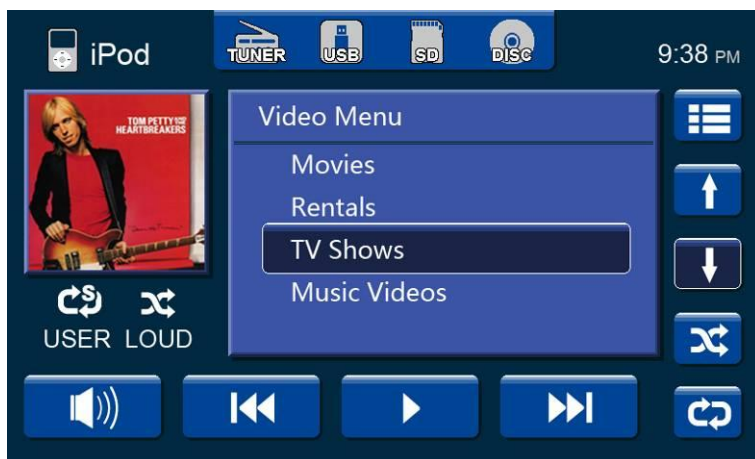 iPod
TUNER
USB
SD
DISC
9:38 PM
TOM PETTY AND THE
HEARTBREAKERS
Video Menu
Movies
Rentals
TV Shows
Music Videos
S
USER LOUD